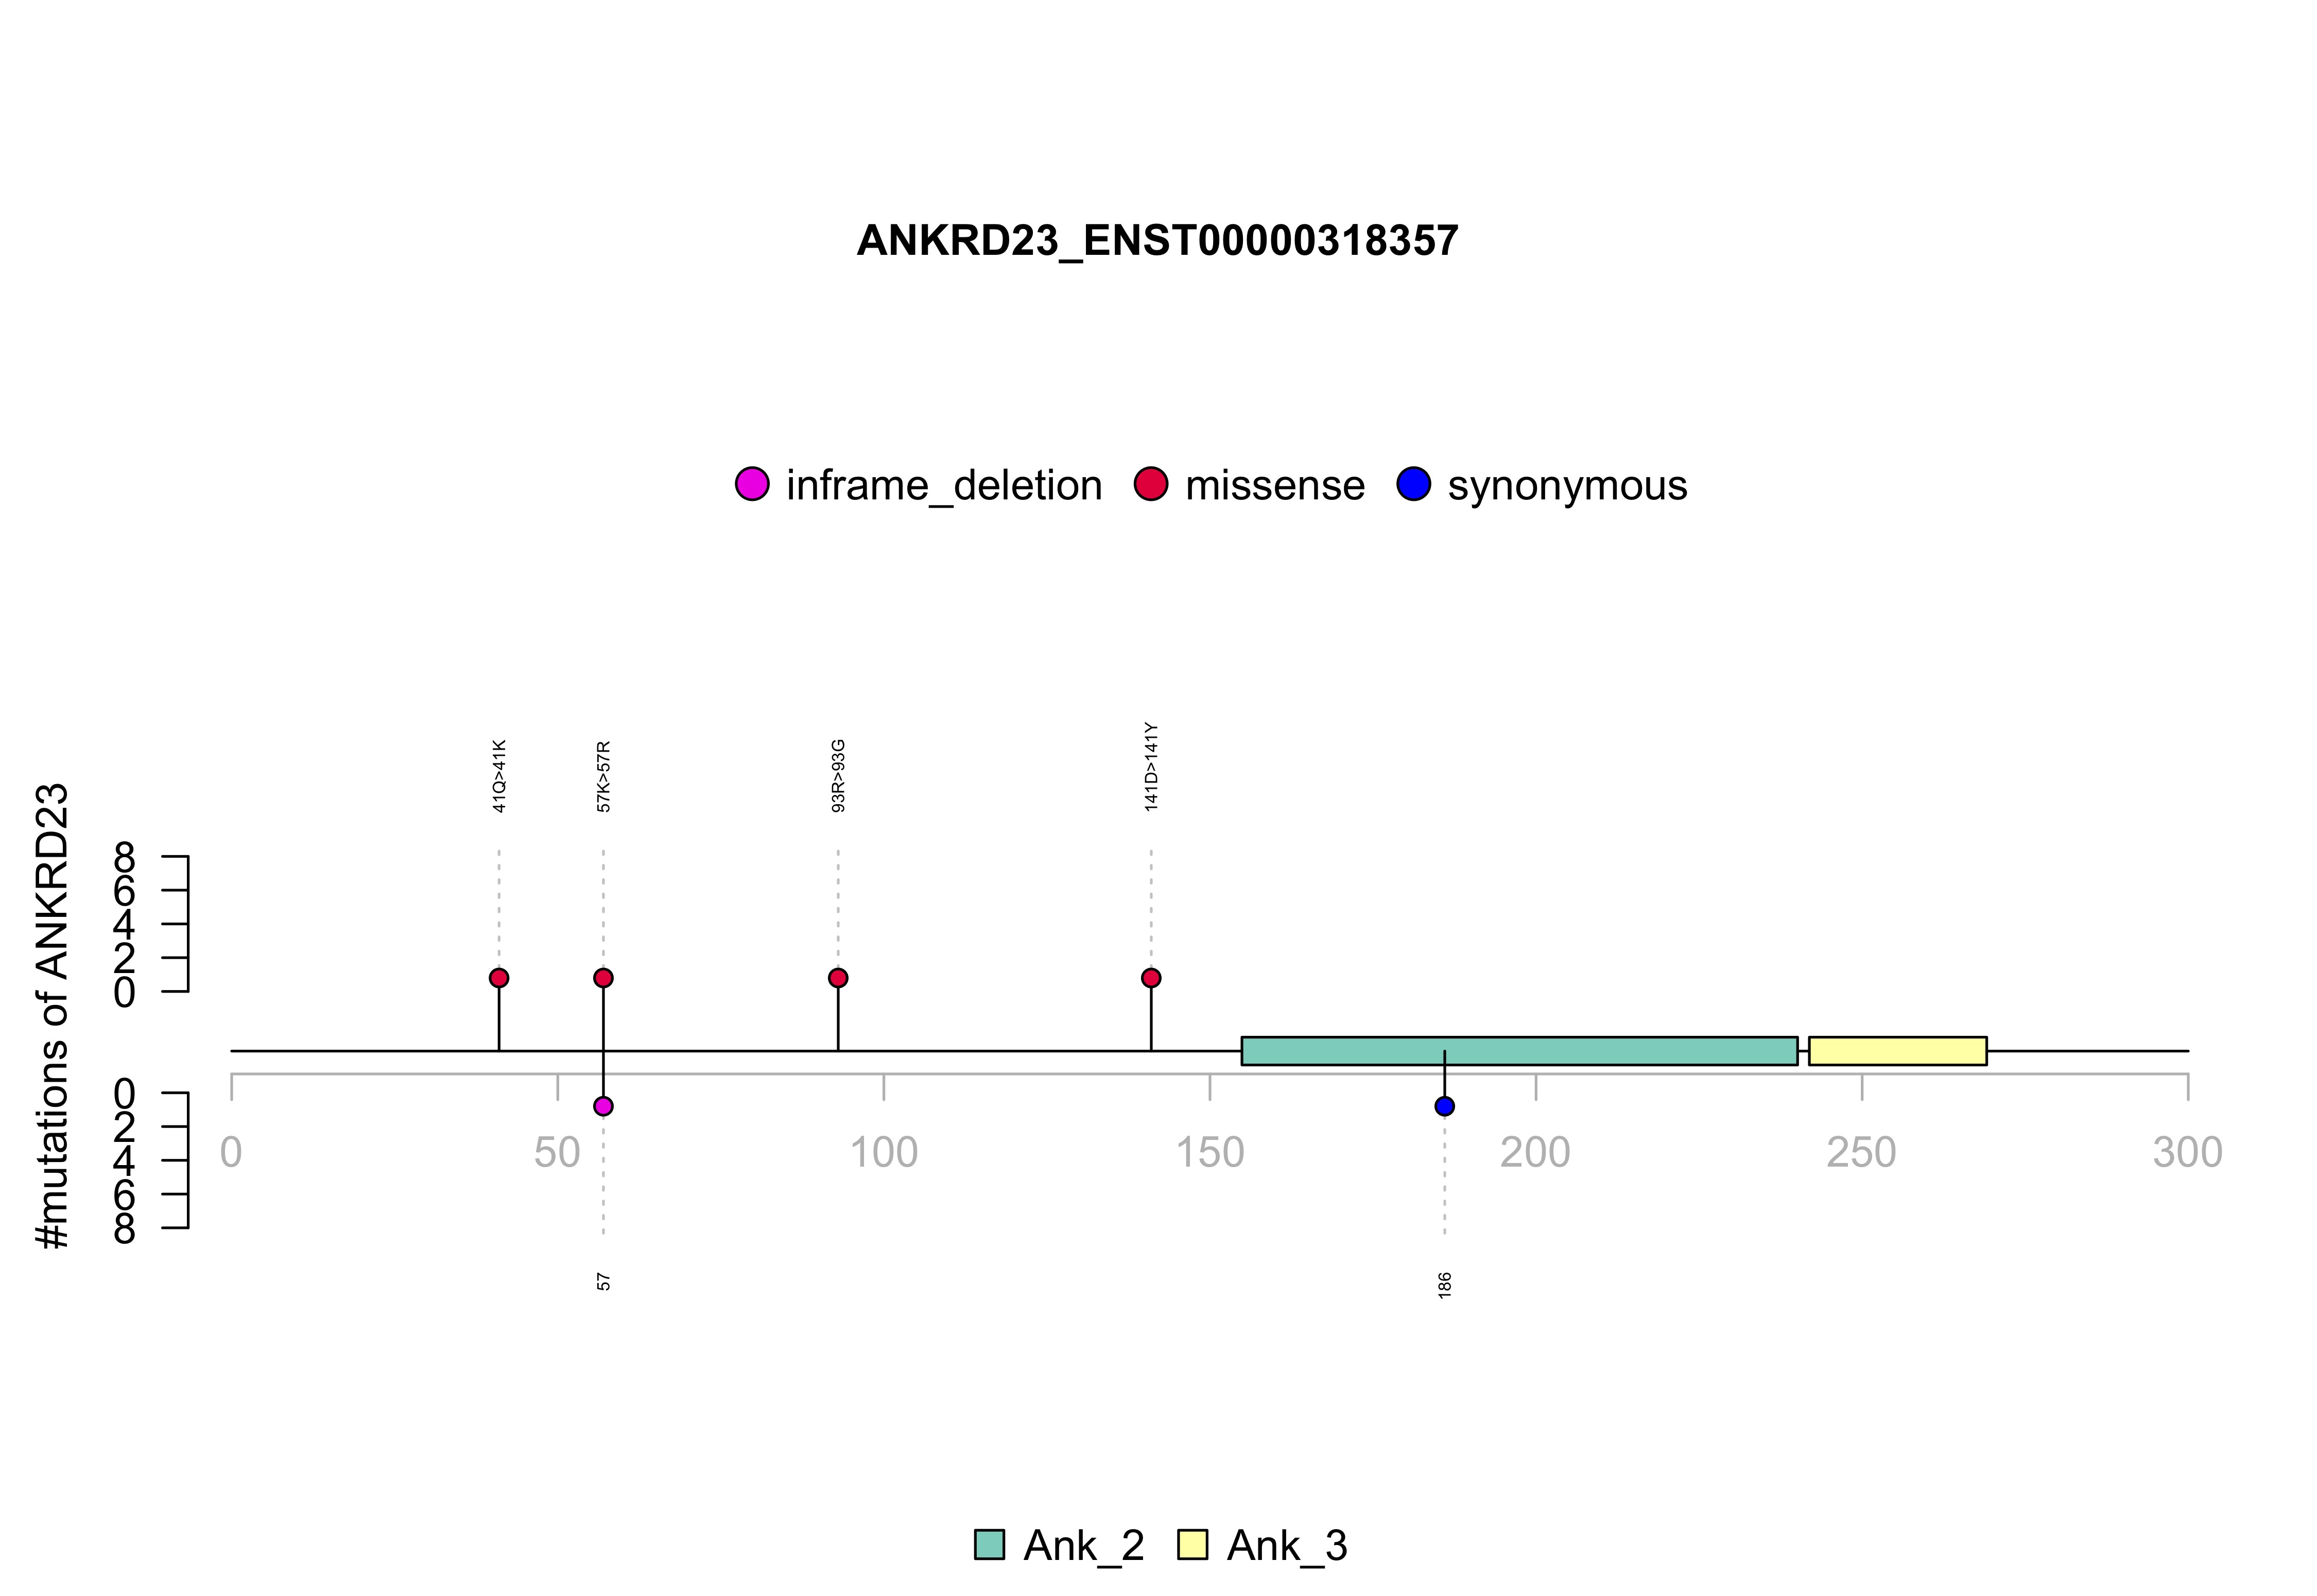 ANKRD23_ENST00000318357
inframe_deletion missense synonymous
41Q>41K
57K>57R
93R>93G
141D>141Y
#mutations of ANKRD23
8
6
4
2
0
0
2
4
6
8
0 50 100 150 200 250 300
57
186
Ank_2 Ank_3